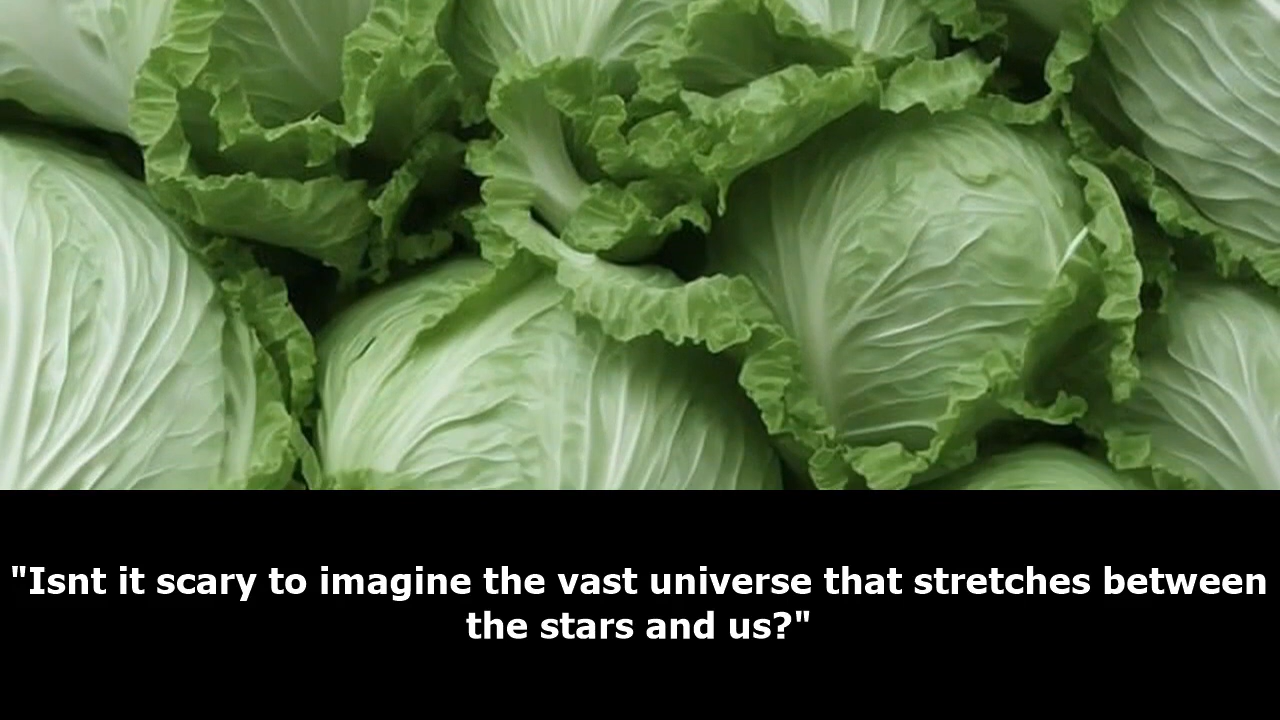 "Isnt it scary to imagine the vast universe that stretches between
the stars and us?"